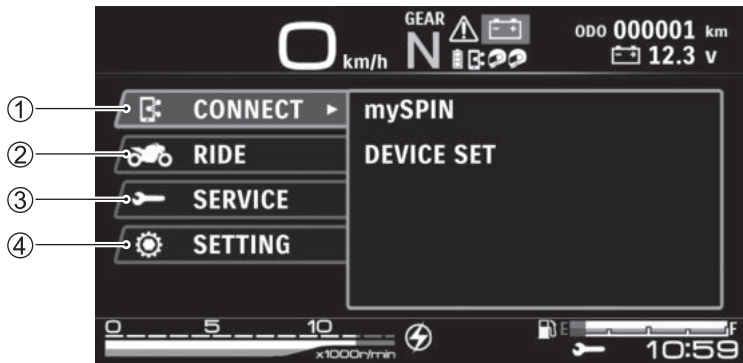 GEAR
0 km/h N
ODO 000001 km
12.3 V
① CONNECT
② RIDE
③ SERVICE
④ SETTING
mySPIN
DEVICE SET
0 5 10
x1000r/min
E F
10:59